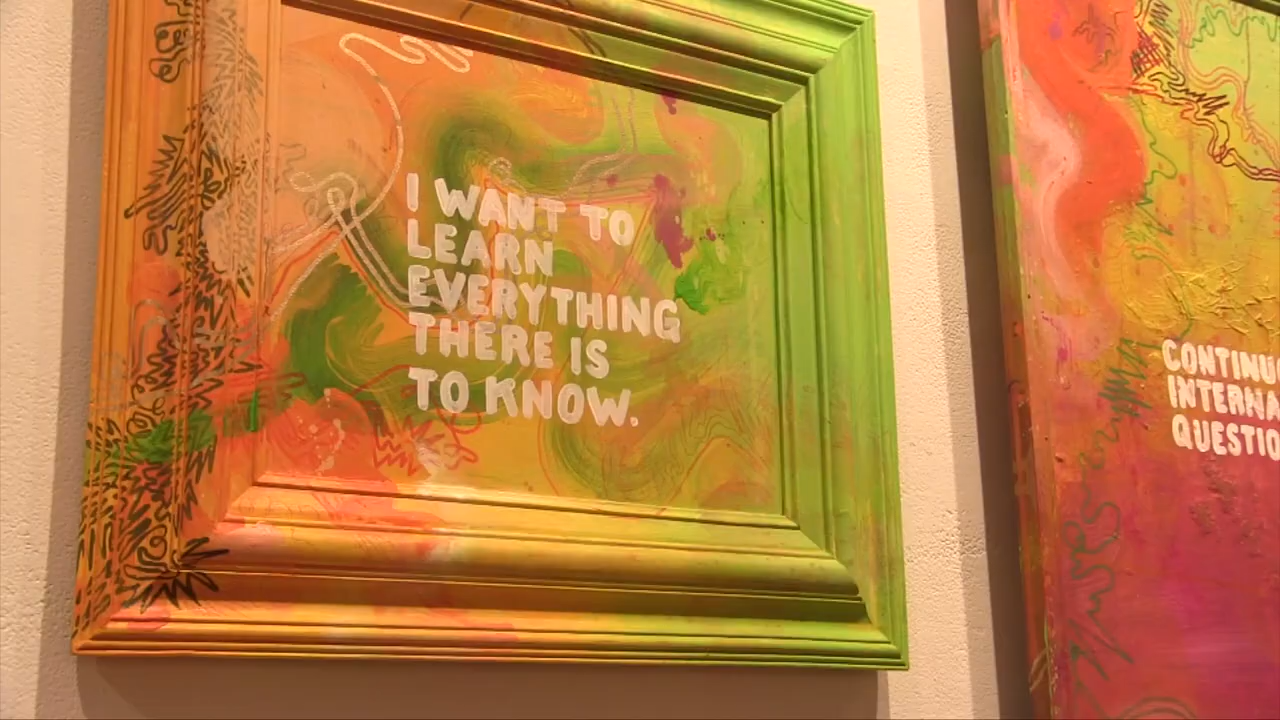 I WANT TO
LEARN
EVERYTHING
THERE IS
TO KNOW.